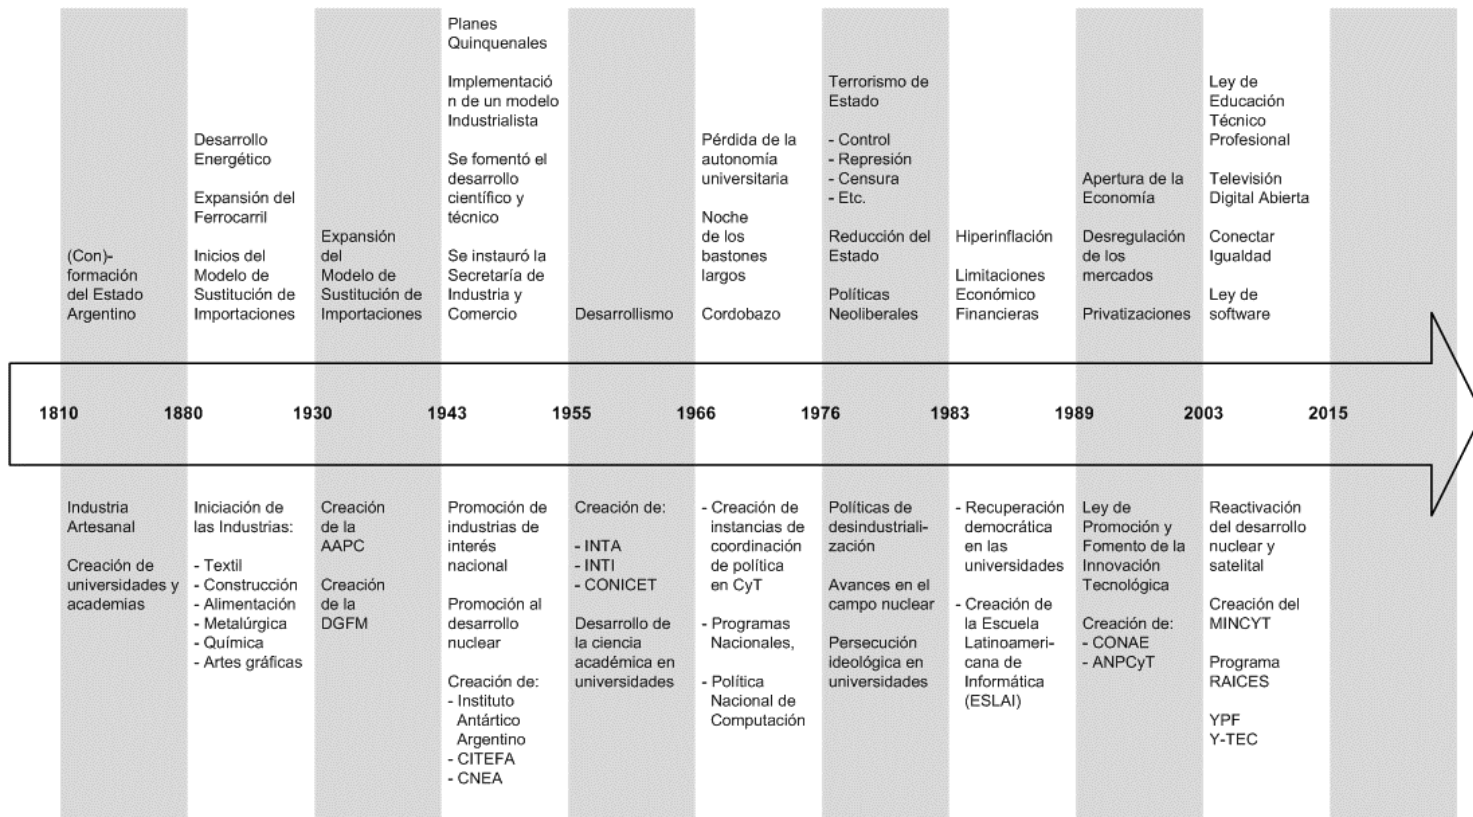 (Con)-
formación
del Estado
Argentino
Desarrollo
Energético
Expansión del
Ferrocarril
Inicios del
Modelo de
Sustitución de
Importaciones
Expansión
del
Modelo de
Sustitución de
Importaciones
Planes
Quinquenales
Implementació
n de un modelo
Industrialista
Se fomentó el
desarrollo
científico y
técnico
Se instauró la
Secretaría de
Industria y
Comercio
Desarrollismo
Pérdida de la
autonomía
universitaria
Noche
de los
bastones
largos
Cordobazo
Terrorismo de
Estado
- Control
- Represión
- Censura
- Etc.
Reducción del
Estado
Políticas
Neoliberales
Hiperinflación
Limitaciones
Económico
Financieras
Apertura de la
Economía
Desregulación
de los
mercados
Privatizaciones
Ley de
Educación
Técnico
Profesional
Televisión
Digital Abierta
Conectar
Igualdad
Ley de
software
1810 1880 1930 1943 1955 1966 1976 1983 1989 2003 2015
Industria
Artesanal
Creación de
universidades y
academias
Iniciación de
las Industrias:
- Textil
- Construcción
- Alimentación
- Metalúrgica
- Química
- Artes gráficas
Creación
de la
AAPC
Creación
de la
DGFM
Promoción de
industrias de
interés
nacional
Promoción al
desarrollo
nuclear
Creación de:
- Instituto
Antártico
Argentino
- CITEFA
- CNEA
Creación de:
- INTA
- INTI
- CONICET
Desarrollo de
la ciencia
académica en
universidades
- Creación de
instancias de
coordinación
de política
en CyT
- Programas
Nacionales,
- Política
Nacional de
Computación
Políticas de
desindustriali-
zación
Avances en el
campo nuclear
Persecución
ideológica en
universidades
- Recuperación
democrática
en las
universidades
- Creación de
la Escuela
Latinoameri-
cana de
Informática
(ESLAI)
Ley de
Promoción y
Fomento de la
Innovación
Tecnológica
Creación de:
- CONAE
- ANPCyT
Reactivación
del desarrollo
nuclear y
satelital
Creación del
MINCYT
Programa
RAICES
YPF
Y-TEC